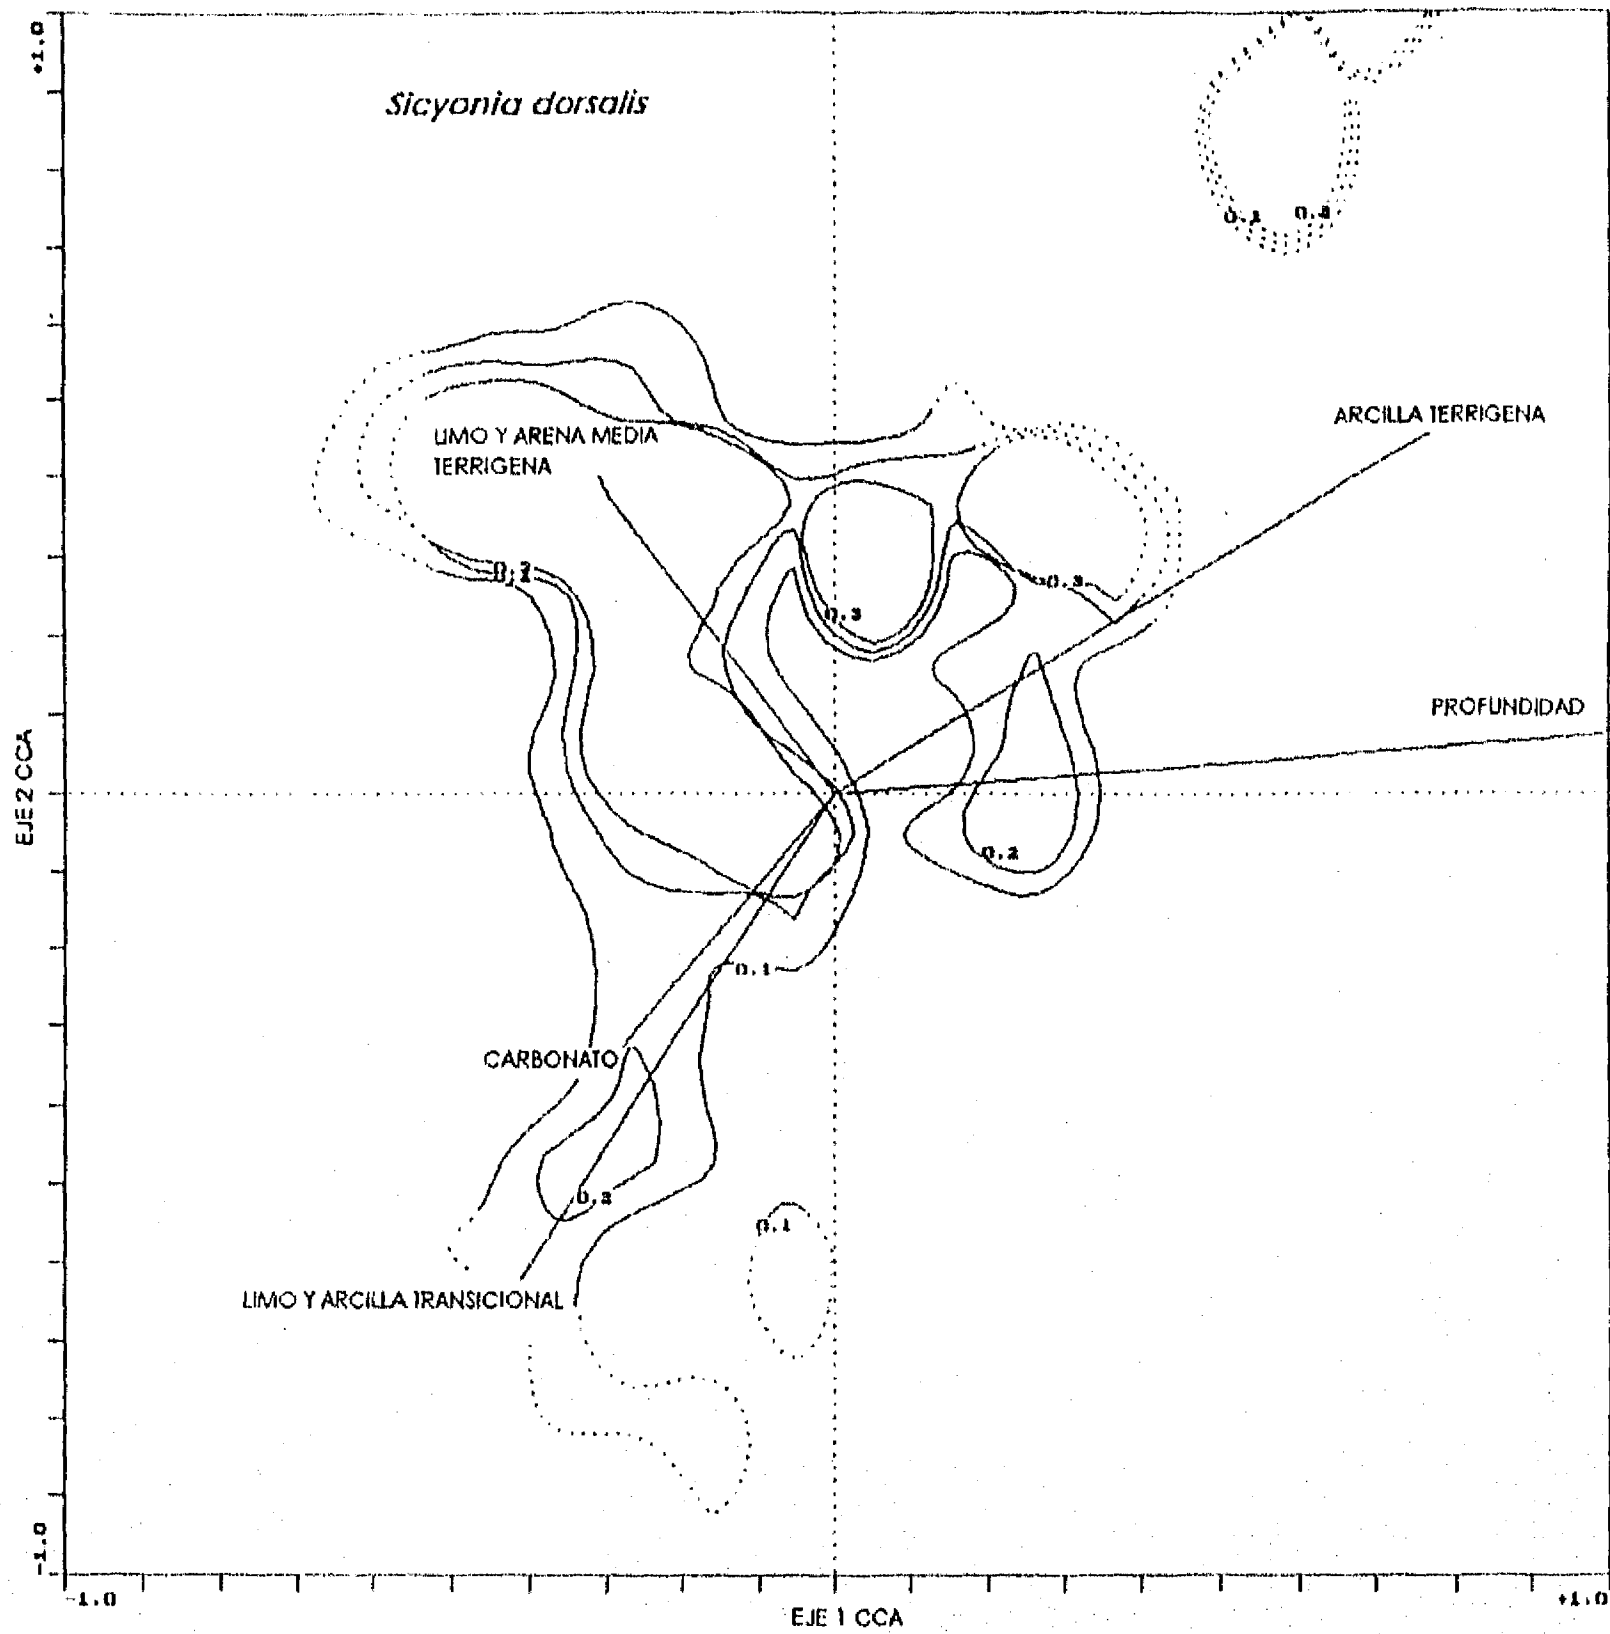 +1.0
Sicyonia dorsalis
0.1
LIMO Y ARENA MEDIA
TERRIGENA
ARCILLA TERRIGENA
0.3
0.3
PROFUNDIDAD
EJE 2 CCA
0.2
0.1
CARBONATO
0.2
0.1
LIMO Y ARCILLA TRANSICIONAL
-1.0
-1.0
EJE 1 CCA
+1.0